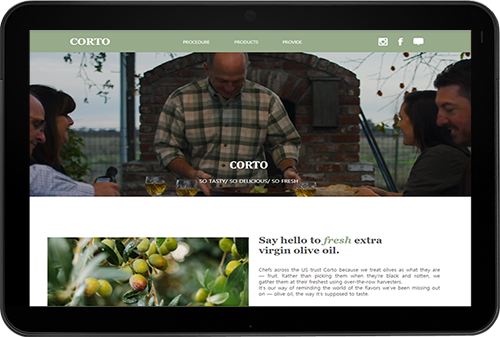 CORTO PROCEDURE PRODUCTS PROVIDE
CORTO
SO TASTY/ SO DELICIOUS/ SO FRESH
Say hello to fresh extra
virgin olive oil.
Chefs across the US trust Corto because we treat olives as what they are
— fruit. Rather than picking them when they're black and rotten, we
gather them at their freshest using over-the-row harvesters.
It's our way of reminding the world of the flavors we've been missing out
on — olive oil, the way it's supposed to taste.